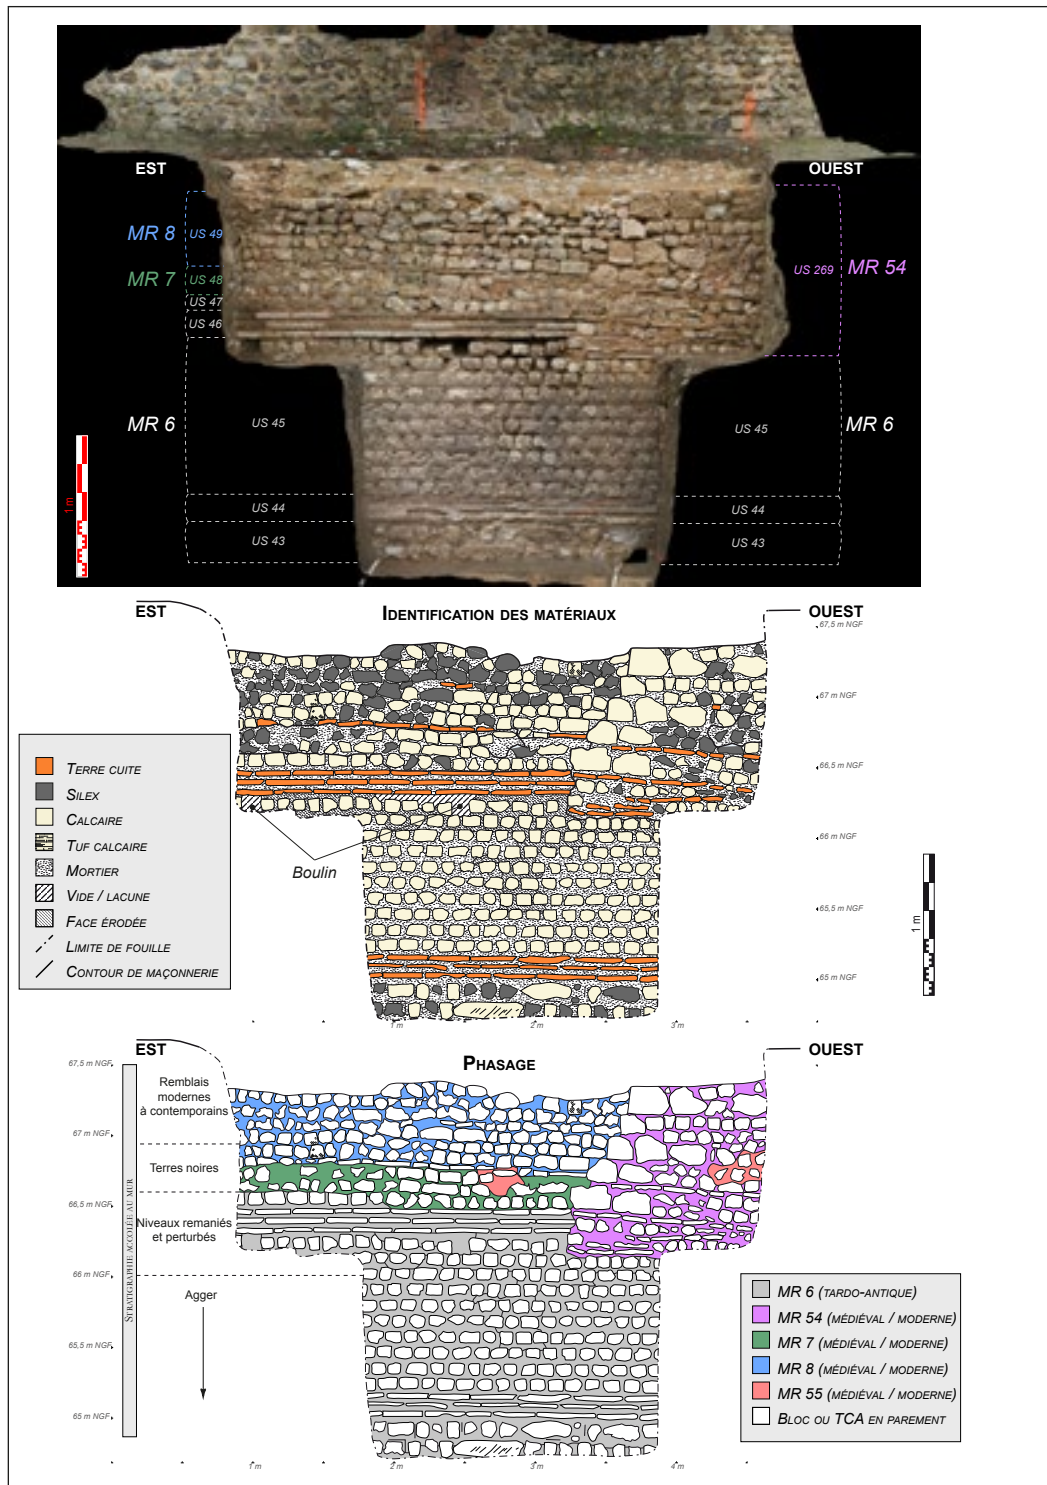 EST
OUEST
MR 8
US 49
MR 7
US 48
US 47
US 46
US 269
MR 54
MR 6
US 45
US 45
MR 6
US 44
US 44
US 43
US 43
1 m
EST
IDENTIFICATION DES MATÉRIAUX
OUEST
67,5 m NGF
67 m NGF
66,5 m NGF
66 m NGF
65,5 m NGF
65 m NGF
TERRE CUITE
SILEX
CALCAIRE
TUF CALCAIRE
MORTIER
VIDE / LACUNE
FACE ÉRODÉE
LIMITE DE FOUILLE
CONTOUR DE MAÇONNERIE
Boulin
1 m
1 m
2 m
3 m
EST
PHASAGE
OUEST
67,5 m NGF
67 m NGF
66,5 m NGF
66 m NGF
65,5 m NGF
65 m NGF
STRATIGRAPHIE ACCOLÉE AU MUR
Remblais
modernes
à contemporains
Terres noires
Niveaux remaniés
et perturbés
Agger
MR 6 (TARDO-ANTIQUE)
MR 54 (MÉDIÉVAL / MODERNE)
MR 7 (MÉDIÉVAL / MODERNE)
MR 8 (MÉDIÉVAL / MODERNE)
MR 55 (MÉDIÉVAL / MODERNE)
BLOC OU TCA EN PAREMENT
1 m
2 m
3 m
4 m